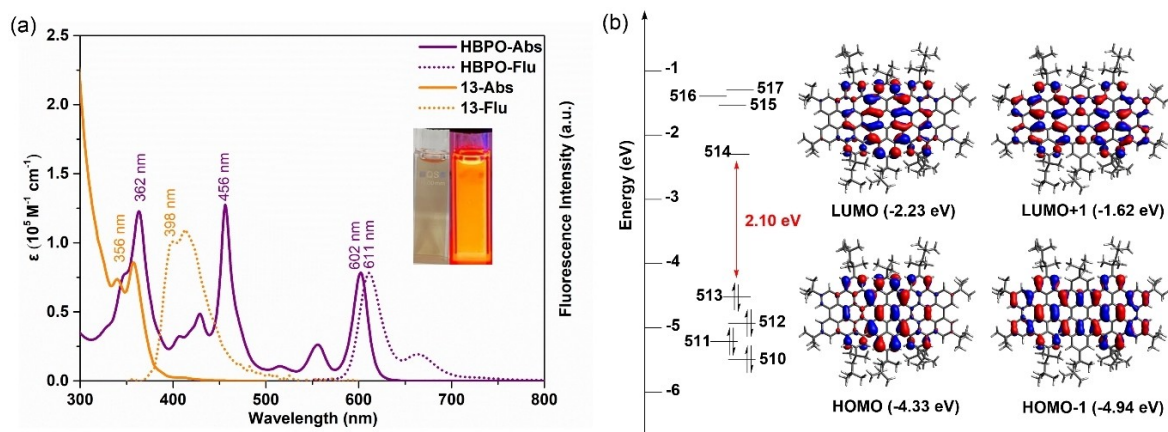 (a)
2.5
2.0
1.5
1.0
0.5
0.0
ε (10⁵ M⁻¹ cm⁻¹)
300 400 500 600 700 800
Wavelength (nm)
Fluorescence Intensity (a.u.)
HBPO-Abs
HBPO-Flu
13-Abs
13-Flu
356 nm
362 nm
398 nm
456 nm
602 nm
611 nm
(b)
Energy (eV)
-1
-2
-3
-4
-5
-6
517
516
515
514
2.10 eV
513
512
511
510
LUMO (-2.23 eV)
LUMO+1 (-1.62 eV)
HOMO (-4.33 eV)
HOMO-1 (-4.94 eV)